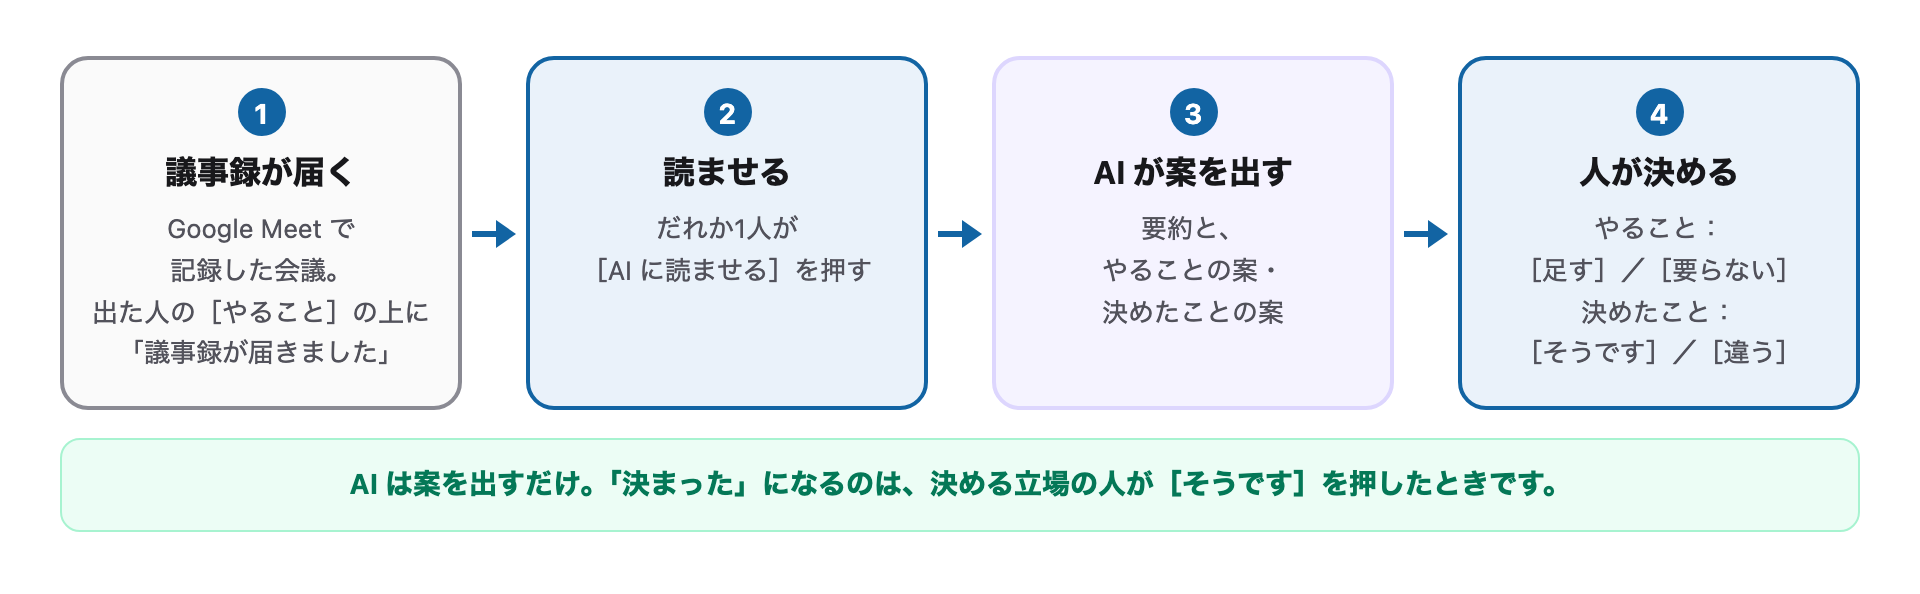 1
議事録が届く
Google Meet で
記録した会議。
出た人の［やること］の上に
「議事録が届きました」
2
読ませる
だれか1人が
［AI に読ませる］を押す
3
AI が案を出す
要約と、
やることの案・
決めたことの案
4
人が決める
やること：
［足す］／［要らない］
決めたこと：
［そうです］／［違う］
AI は案を出すだけ。「決まった」になるのは、決める立場の人が［そうです］を押したときです。